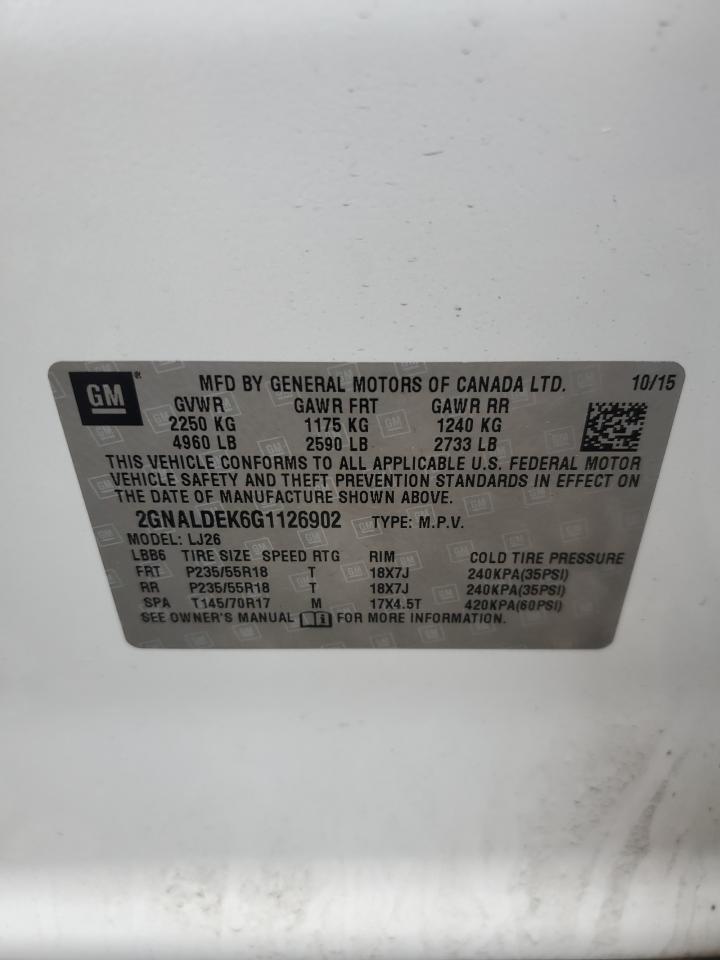 GM ® MFD BY GENERAL MOTORS OF CANADA LTD. 10/15
GVWR GAWR FRT GAWR RR
2250 KG 1175 KG 1240 KG
4960 LB 2590 LB 2733 LB
THIS VEHICLE CONFORMS TO ALL APPLICABLE U.S. FEDERAL MOTOR
VEHICLE SAFETY AND THEFT PREVENTION STANDARDS IN EFFECT ON
THE DATE OF MANUFACTURE SHOWN ABOVE.
2GNALDEK6G1126902 TYPE: M.P.V.
MODEL: LJ26
LBB6 TIRE SIZE SPEED RTG RIM COLD TIRE PRESSURE
FRT P235/55R18 T 18X7J 240KPA(35PSI)
RR P235/55R18 T 18X7J 240KPA(35PSI)
SPA T145/70R17 M 17X4.5T 420KPA(60PSI)
SEE OWNER'S MANUAL FOR MORE INFORMATION.